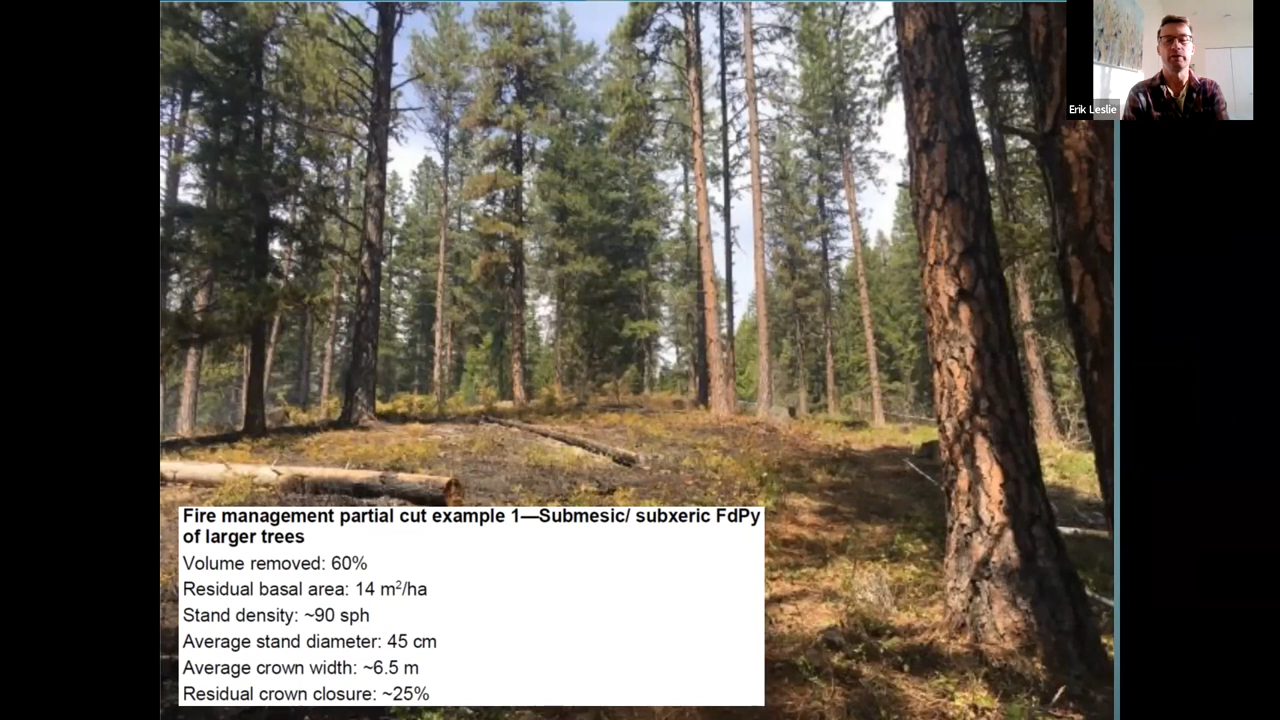 Erik Leslie
Fire management partial cut example 1—Submesic/ subxeric FdPy
of larger trees
Volume removed: 60%
Residual basal area: 14 m²/ha
Stand density: ~90 sph
Average stand diameter: 45 cm
Average crown width: ~6.5 m
Residual crown closure: ~25%